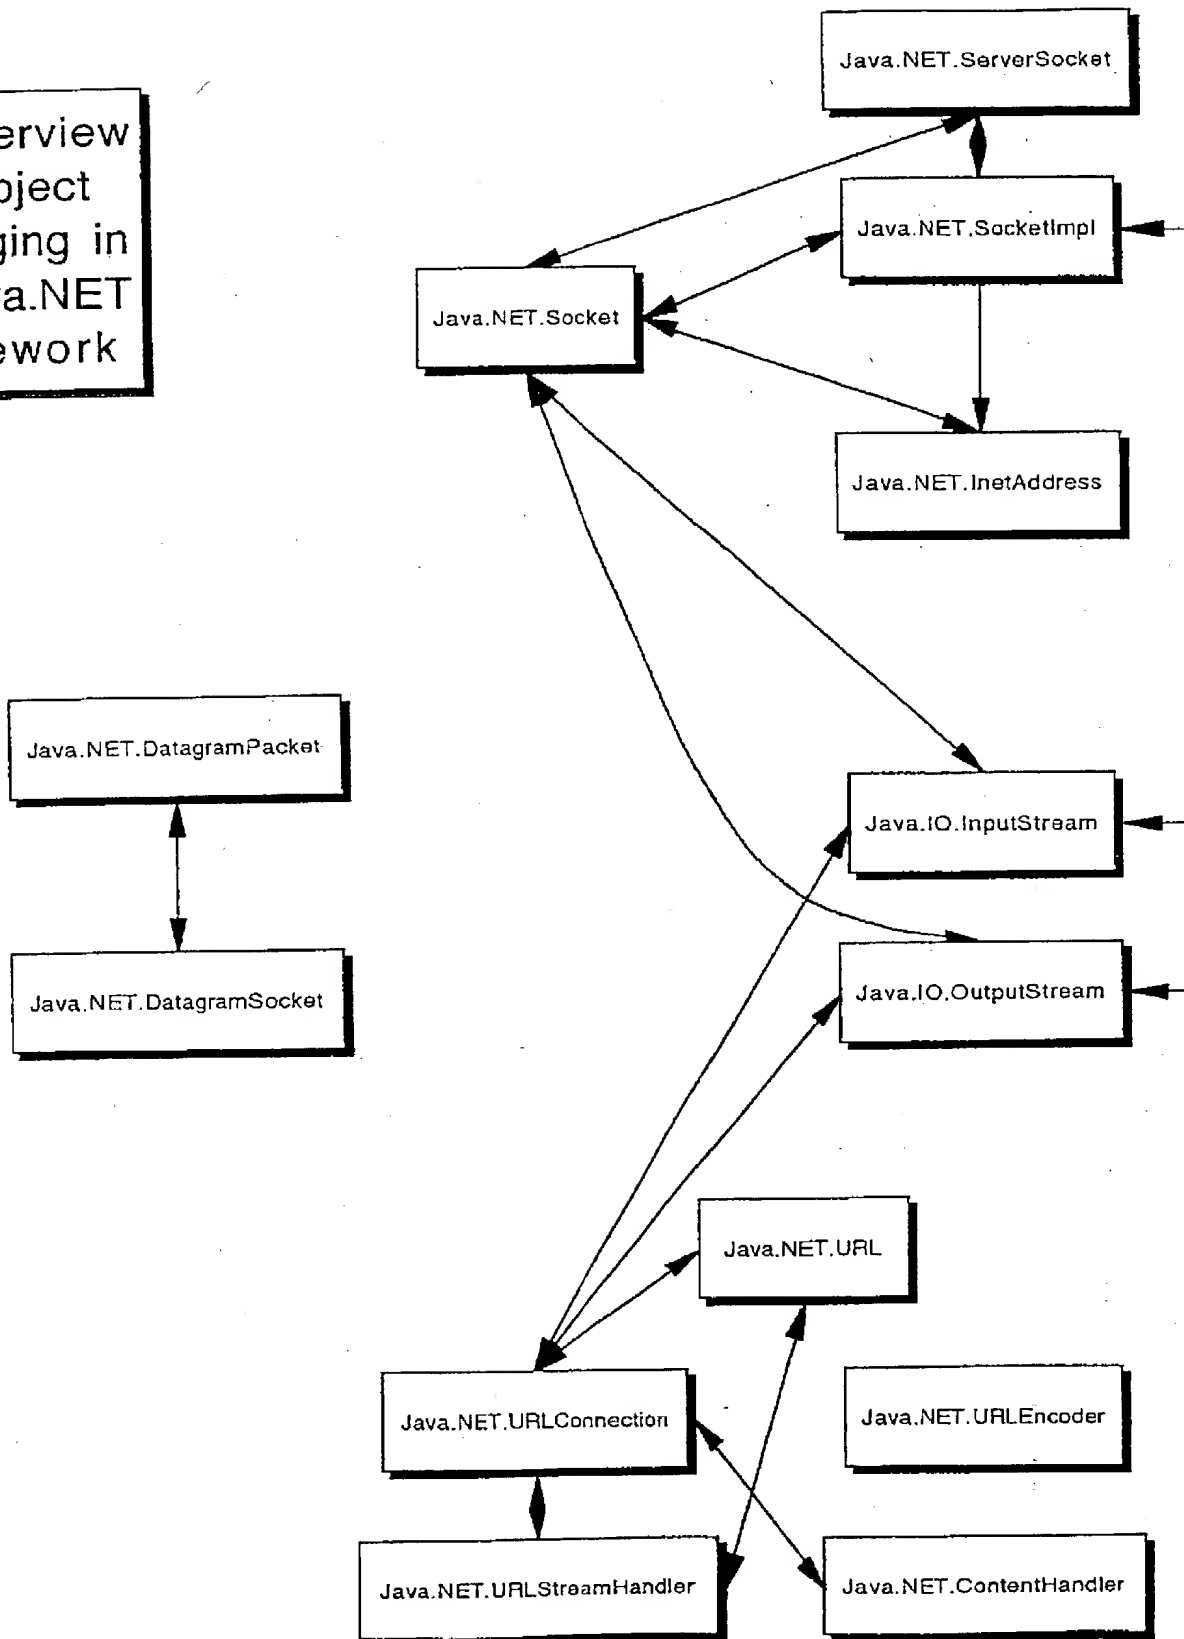 Java.NET.ServerSocket
erview
bject
ging in
va.NET
ework
Java.NET.SocketImpl
Java.NET.Socket
Java.NET.InetAddress
Java.NET.DatagramPacket
Java.IO.InputStream
Java.NET.DatagramSocket
Java.IO.OutputStream
Java.NET.URL
Java.NET.URLConnection
Java.NET.URLEncoder
Java.NET.URLStreamHandler
Java.NET.ContentHandler